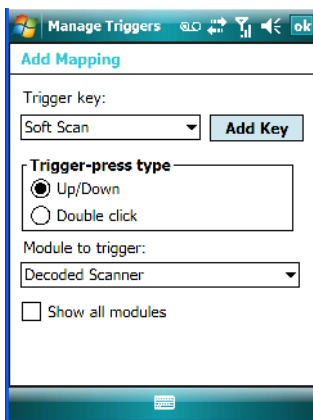 Manage Triggers ok
Add Mapping
Trigger key:
Soft Scan Add Key
Trigger-press type
Up/Down
Double click
Module to trigger:
Decoded Scanner
Show all modules